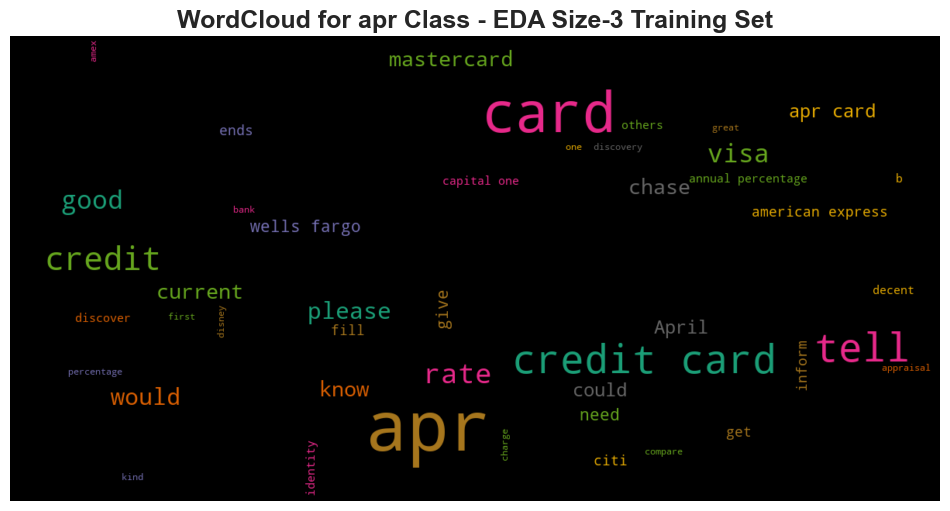 WordCloud for apr Class - EDA Size-3 Training Set
amex
mastercard
card
apr card
others
great
ends
one
discovery
visa
capital one
annual percentage
b
chase
good
bank
american express
wells fargo
credit
current
decent
please
give
discover
first
disney
fill
April
tell
credit card
inform
appraisal
percentage
rate
know
could
would
need
apr
get
charge
compare
citi
identity
kind